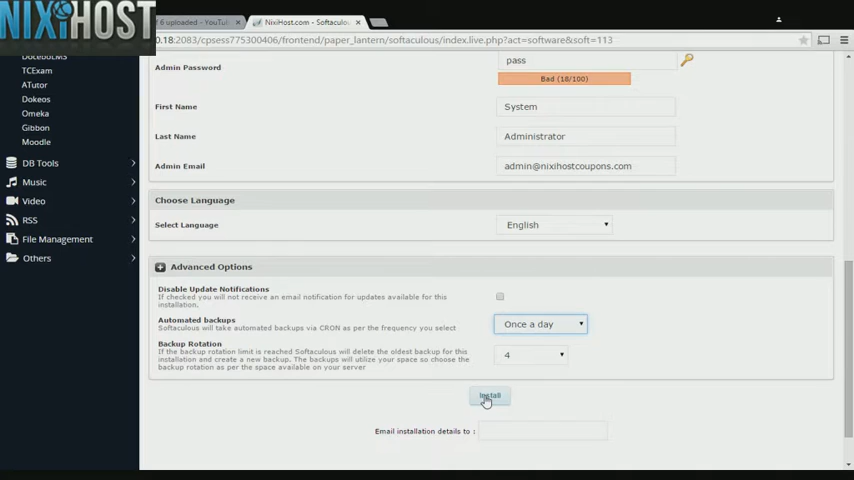 NIXIHOST
of 6 uploaded - YouTub ×
NixiHost.com - Softaculou ×
0.18:2083/cpsess775300406/frontend/paper_lantern/softaculous/index.live.php?act=software&soft=113
DocebolMS
TCExam
ATutor
Dokeos
Omeka
Gibbon
Moodle
DB Tools
Music
Video
RSS
File Management
Others
Admin Password
pass
Bad (18/100)
First Name
System
Last Name
Administrator
Admin Email
admin@nixihostcoupons.com
Choose Language
Select Language
English
Advanced Options
Disable Update Notifications
If checked you will not receive an email notification for updates available for this
installation.
Automated backups
Softaculous will take automated backups via CRON as per the frequency you select
Once a day
Backup Rotation
If the backup rotation limit is reached Softaculous will delete the oldest backup for this
installation and create a new backup. The backups will utilize your space so choose the
backup rotation as per the space available on your server
4
Install
Email installation details to :